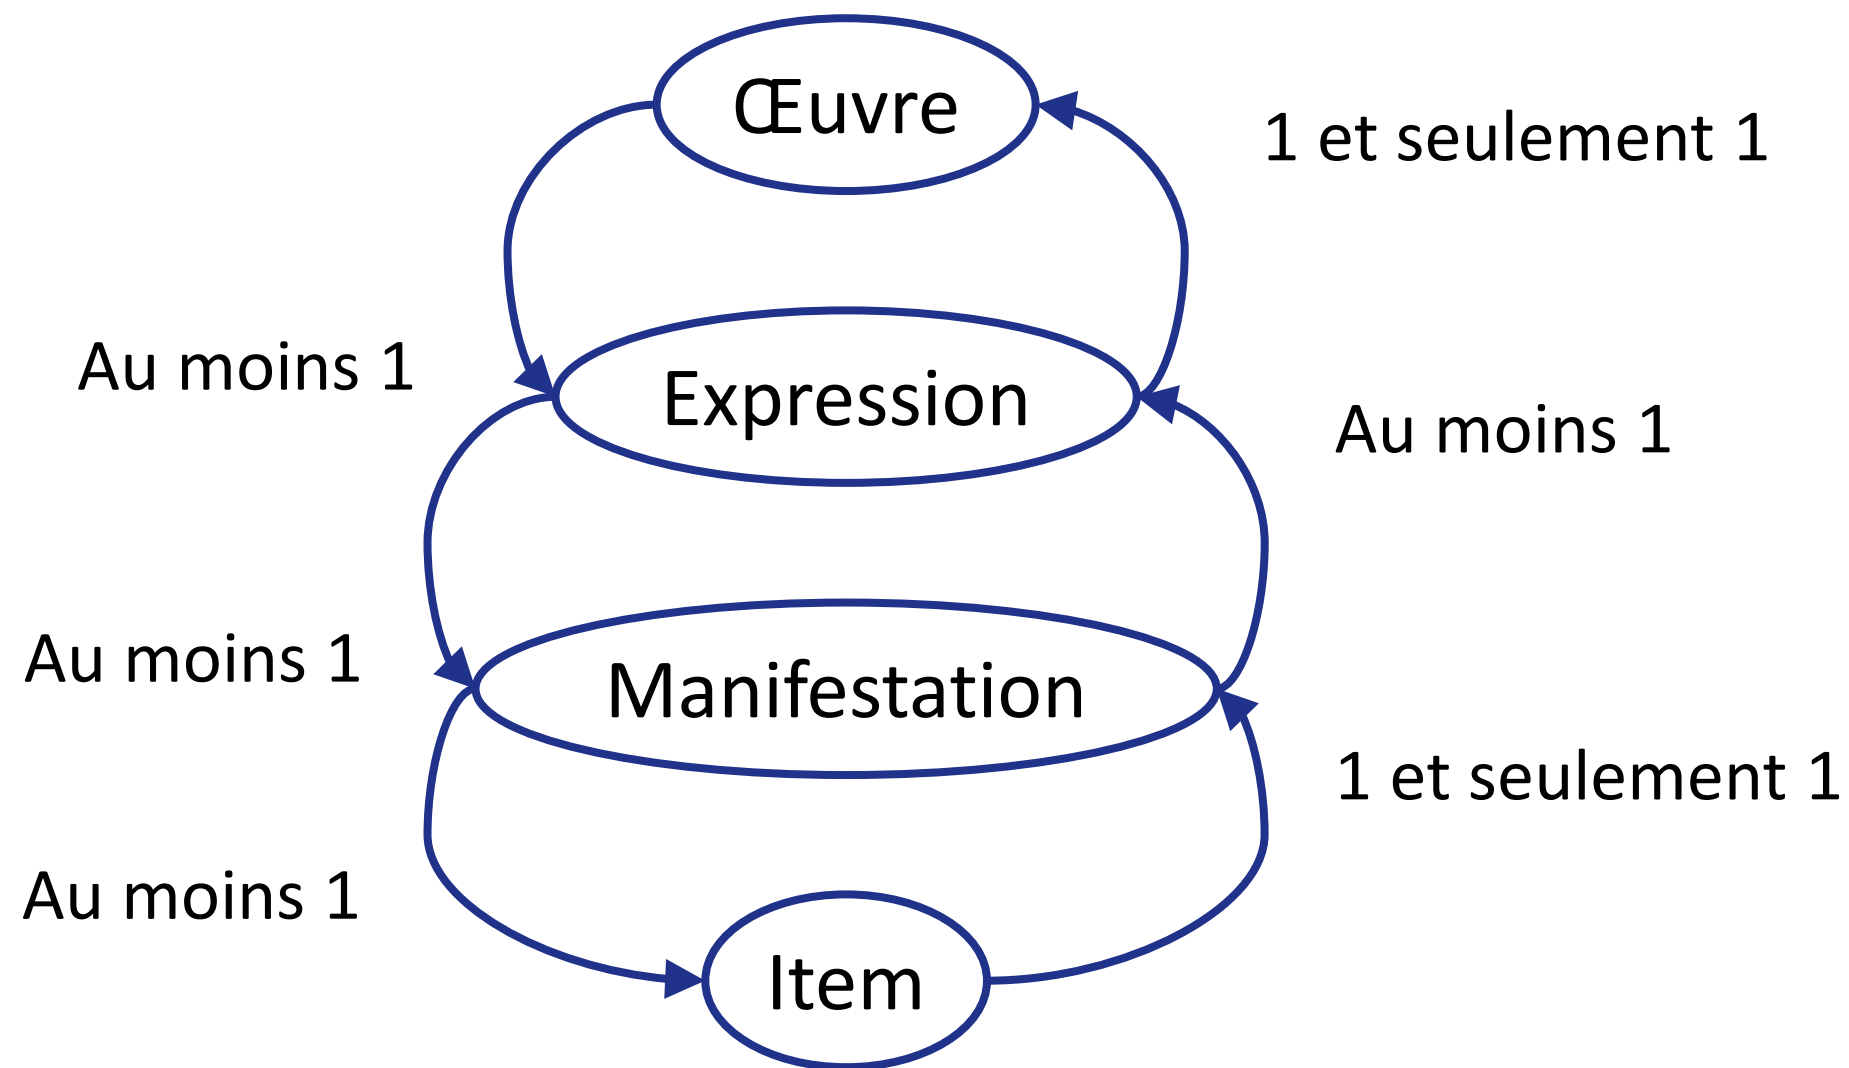 Œuvre
1 et seulement 1
Au moins 1
Expression
Au moins 1
Au moins 1
Manifestation
1 et seulement 1
Au moins 1
Item